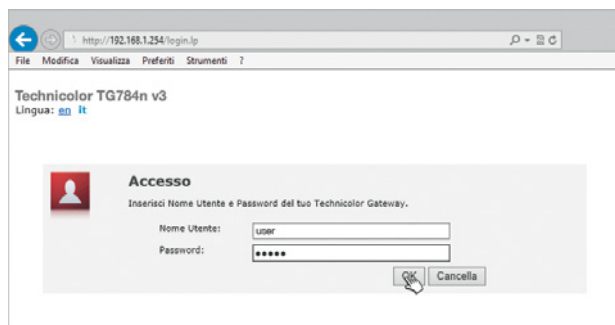 http://192.168.1.254/login.lp
File Modifica Visualizza Preferiti Strumenti ?
Technicolor TG784n v3
Lingua: en it
Accesso
Inserisci Nome Utente e Password del tuo Technicolor Gateway.
Nome Utente: user
Password: •••••
OK Cancella